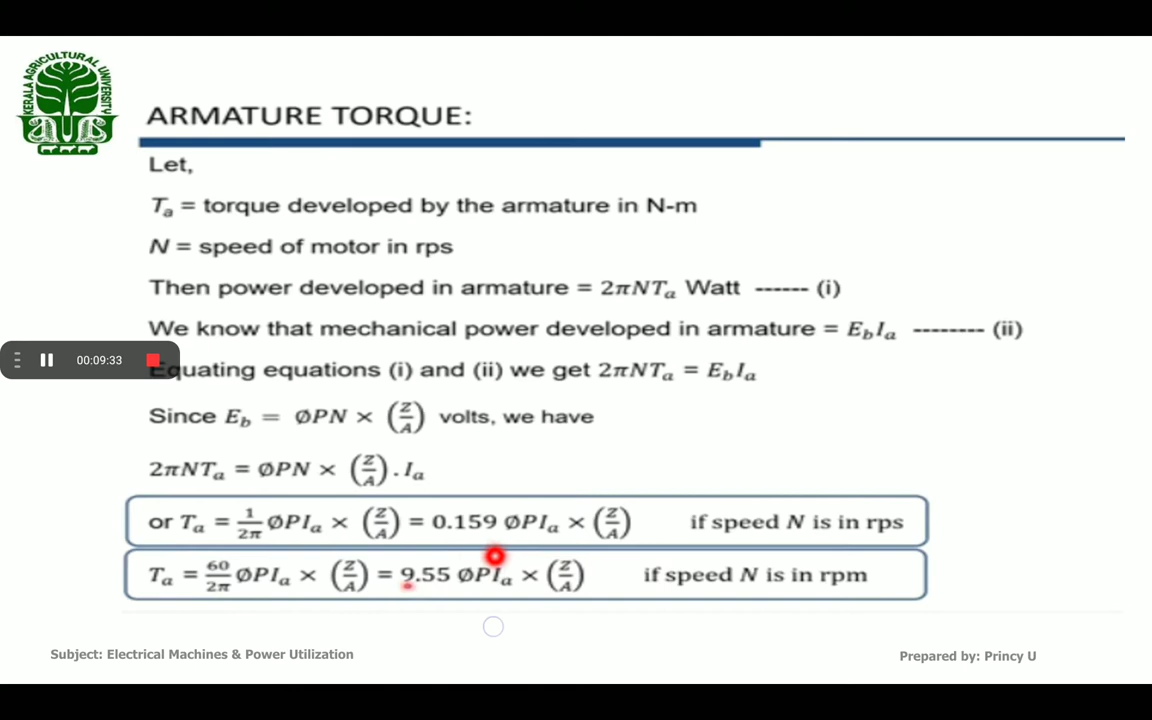 KERALA AGRICULTURAL UNIVERSITY
ARMATURE TORQUE:
Let,
Tₐ = torque developed by the armature in N-m
N = speed of motor in rps
Then power developed in armature = 2πNTₐ Watt ------ (i)
We know that mechanical power developed in armature = E_bIₐ -------- (ii)
00:09:33
Equating equations (i) and (ii) we get 2πNTₐ = E_bIₐ
Since E_b = ØPN × (Z/A) volts, we have
2πNTₐ = ØPN × (Z/A) . Iₐ
or Tₐ = 1/2π ØPIₐ × (Z/A) = 0.159 ØPIₐ × (Z/A) if speed N is in rps
Tₐ = 60/2π ØPIₐ × (Z/A) = 9.55 ØPIₐ × (Z/A) if speed N is in rpm
Subject: Electrical Machines & Power Utilization
Prepared by: Princy U